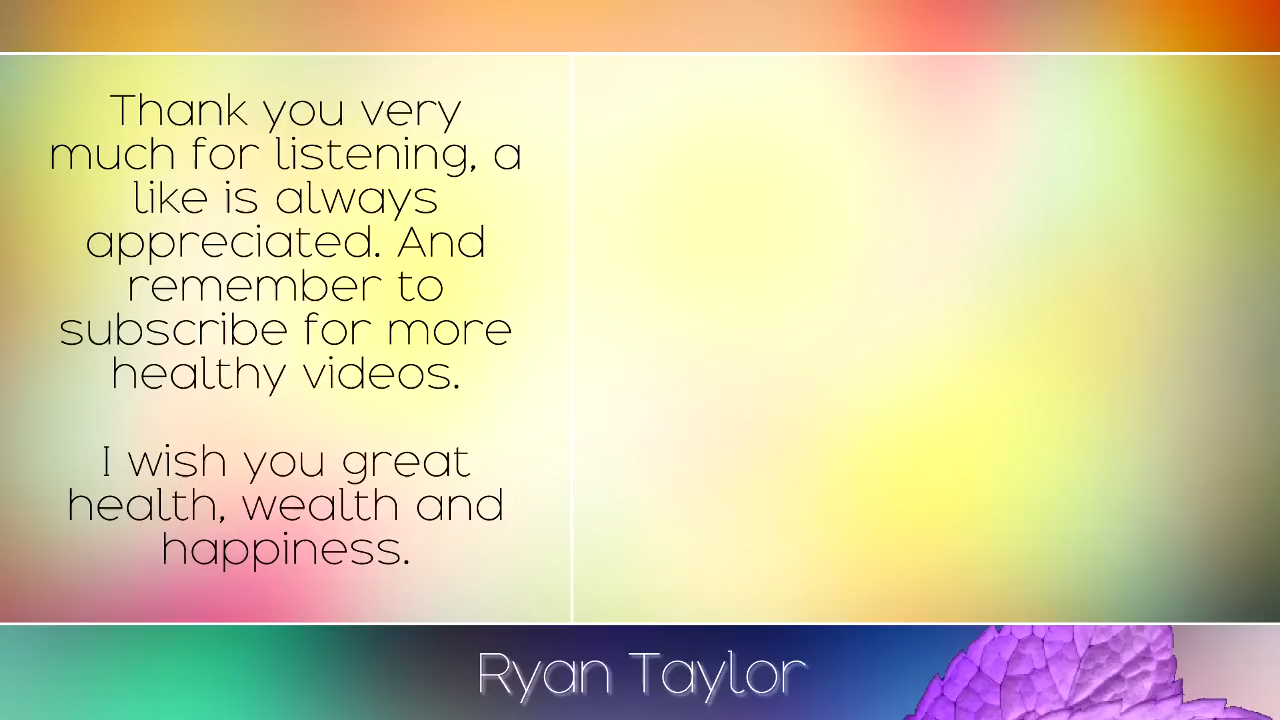 Thank you very
much for listening, a
like is always
appreciated. And
remember to
subscribe for more
healthy videos.
I wish you great
health, wealth and
happiness.
Ryan Taylor